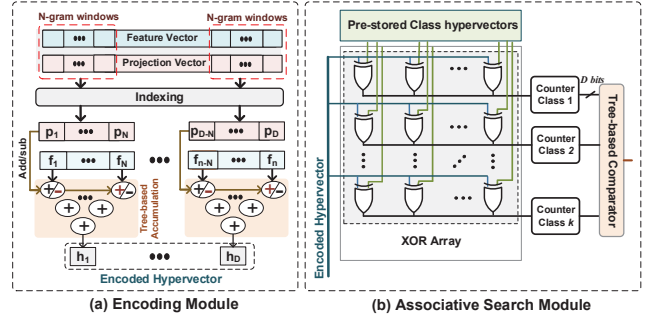 N-gram windows
N-gram windows
••• Feature Vector •••
••• Projection Vector •••
Indexing
Add/sub
p1 ••• pN
pD-N ••• pD
f1 ••• fN
•••
fn-N ••• fn
+ − ••• + −
+ − ••• + −
+ +
+
Tree-based Accumulation
+ +
+
h1 ••• hD
Encoded Hypervector
(a) Encoding Module
Pre-stored Class hypervectors
Encoded Hypervector
•••
•••
•••
XOR Array
Counter Class 1
D bits
Counter Class 2
Counter Class k
Tree-based Comparator
(b) Associative Search Module